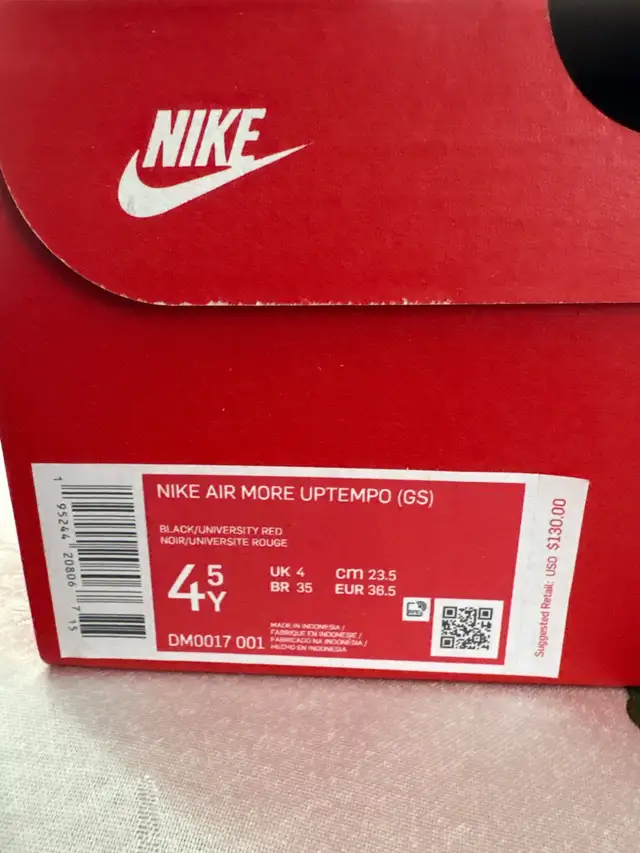 NIKE
NIKE AIR MORE UPTEMPO (GS)
BLACK/UNIVERSITY RED
NOIR/UNIVERSITE ROUGE
4.5Y
UK 4 cm 23.5
BR 35 EUR 36.5
DM0017 001
MADE IN INDONESIA /
FABRIQUE EN INDONESIE /
FABRICADO NA INDONÉSIA /
HECHO EN INDONESIA
1 95244 20806 7 15
Suggested Retail: USD $130.00